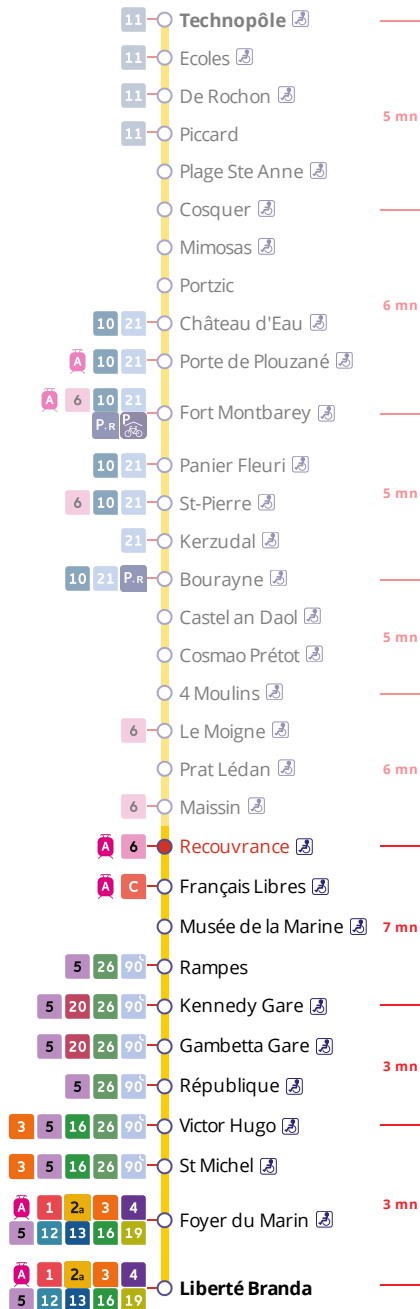 11 Technopôle
11 Ecoles
11 De Rochon
5 mn
11 Piccard
Plage Ste Anne
Cosquer
Mimosas
Portzic
6 mn
10 21 Château d'Eau
A 10 21 Porte de Plouzané
A 6 10 21
P+R P
Fort Montbarey
10 21 Panier Fleuri
5 mn
6 10 21 St-Pierre
21 Kerzudal
10 21 P+R Bourayne
Castel an Daol
5 mn
Cosmao Prétot
4 Moulins
6 Le Moigne
Prat Lédan
6 mn
6 Maissin
A 6 Recouvrance
A C Français Libres
Musée de la Marine
7 mn
5 26 90 Rampes
5 20 26 90 Kennedy Gare
5 20 26 90 Gambetta Gare
3 mn
5 26 90 République
3 5 16 26 90 Victor Hugo
3 5 16 26 90 St Michel
A 1 2a 3 4
5 12 13 16 19
Foyer du Marin
3 mn
A 1 2a 3 4
5 12 13 16 19
Liberté Branda